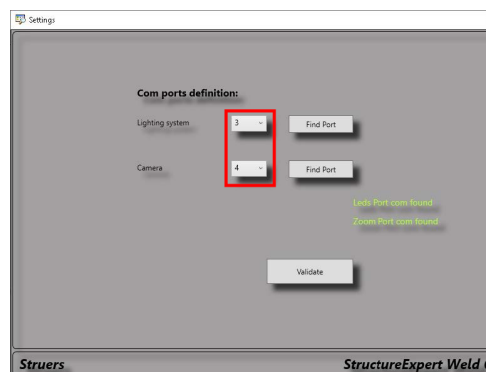 Settings
Com ports definition:
Lighting system 3 Find Port
Camera 4 Find Port
Leds Port com found
Zoom Port com found
Validate
Struers StructureExpert Weld